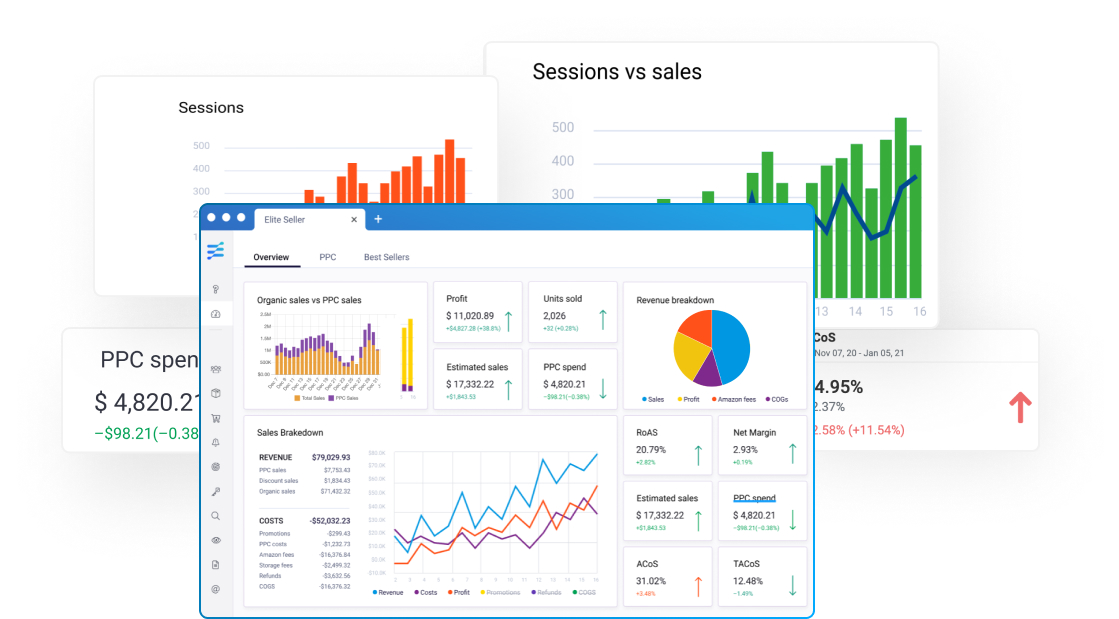 Sessions
500
400
300
2
1
Sessions vs sales
500
400
300
13 14 15 16
PPC spen
$ 4,820.21
−$98.21(−0.38
CoS
Nov 07, 20 - Jan 05, 21
4.95%
2.37%
2.58% (+11.54%)
Elite Seller × +
Overview PPC Best Sellers
Organic sales vs PPC sales
2.5M
2M
1.5M
1M
500K
$0.00
Total Sales PPC Sales
Profit
$ 11,020.89
+$4,827.28 (+38.8%)
Units sold
2,026
+32 (+0.28%)
Estimated sales
$ 17,332.22
+$1,843.53
PPC spend
$ 4,820.21
−$98.21(−0.38%)
Revenue breakdown
Sales Profit Amazon fees COGs
Sales Brakedown
REVENUE $79,029.93
PPC sales $7,753.43
Discount sales $1,834.43
Organic sales $71,432.32
COSTS -$52,032.23
Promotions -$299.43
PPC costs -$1,232.73
Amazon fees -$16,376.84
Storage fees -$2,499.32
Refunds -$3,632.56
COGS -$16,376.32
$80.0K
$70.0K
$60.0K
$50.0K
$40.0K
$30.0K
$20.0K
$10.0K
$0.0K
$10.0K
2 3 4 5 6 7 8 9 10 11 12 13 14 15 16
Revenue Costs Profit Promotions Refunds COGS
RoAS
20.79%
+2.82%
Net Margin
2.93%
+0.19%
Estimated sales
$ 17,332.22
+$1,843.53
PPC spend
$ 4,820.21
−$98.21(−0.38%)
ACoS
31.02%
+3.48%
TACoS
12.48%
−1.49%